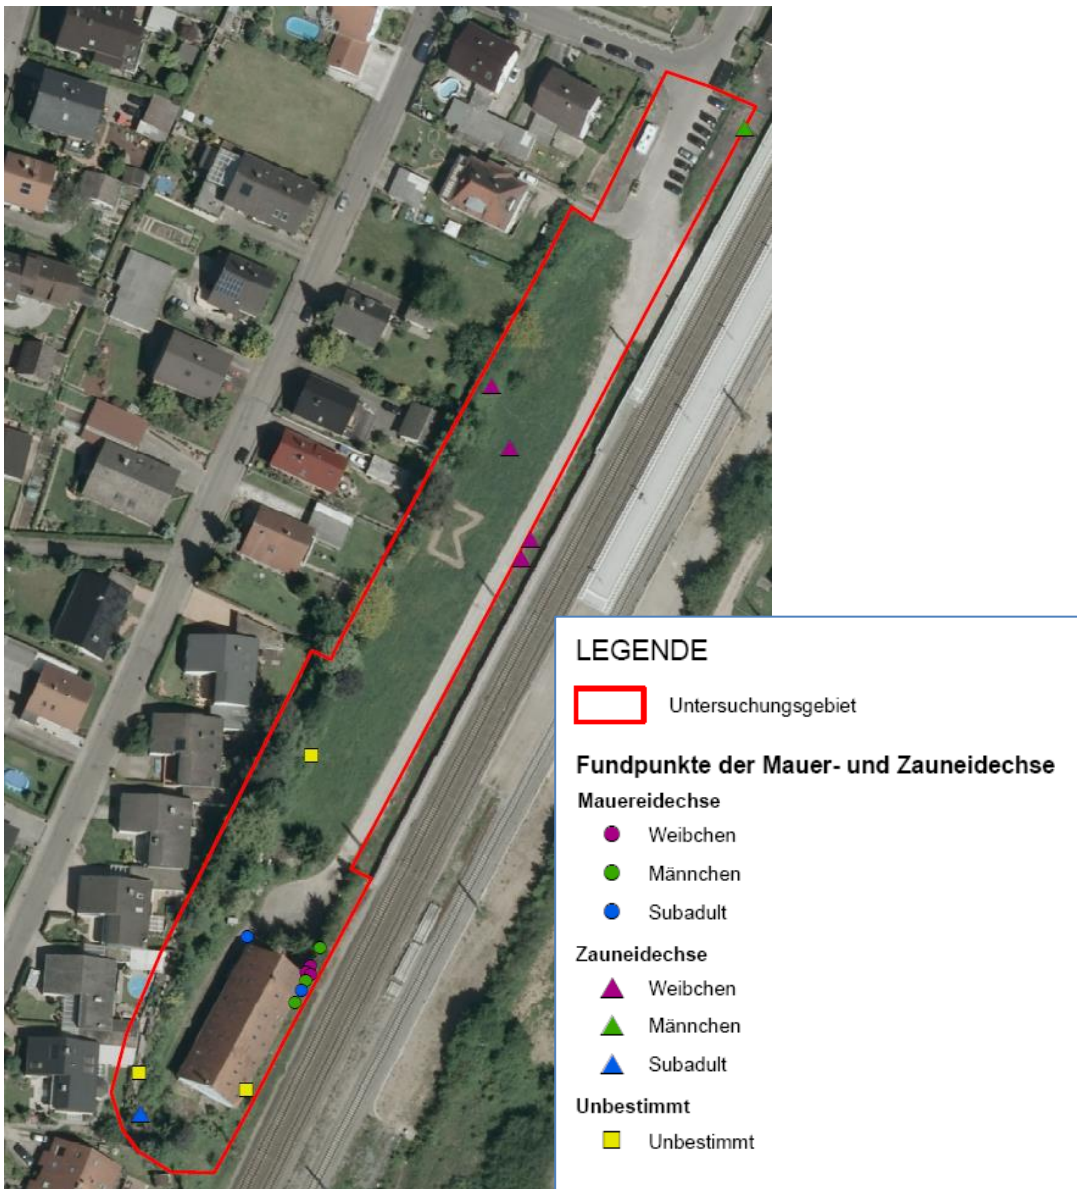 LEGENDE
Untersuchungsgebiet
Fundpunkte der Mauer- und Zauneidechse
Mauereidechse
Weibchen
Männchen
Subadult
Zauneidechse
Weibchen
Männchen
Subadult
Unbestimmt
Unbestimmt